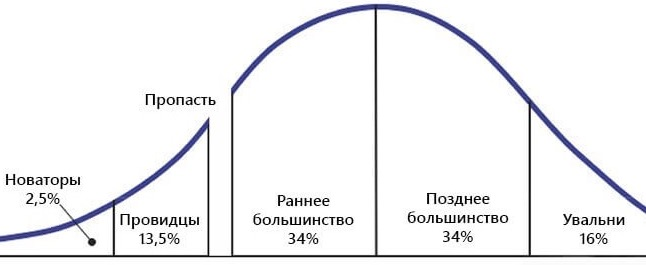 Пропасть
Новаторы
2,5%
Провидцы
13,5%
Раннее
большинство
34%
Позднее
большинство
34%
Увальни
16%